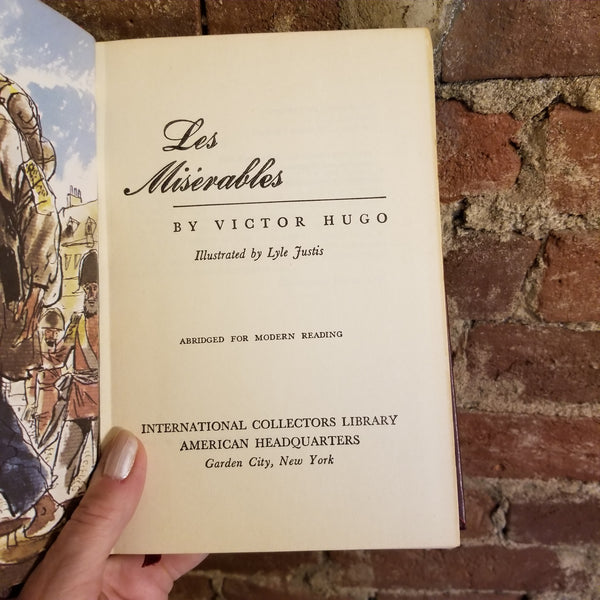 Les
Misérables
BY VICTOR HUGO
Illustrated by Lyle Justis
ABRIDGED FOR MODERN READING
INTERNATIONAL COLLECTORS LIBRARY
AMERICAN HEADQUARTERS
Garden City, New York